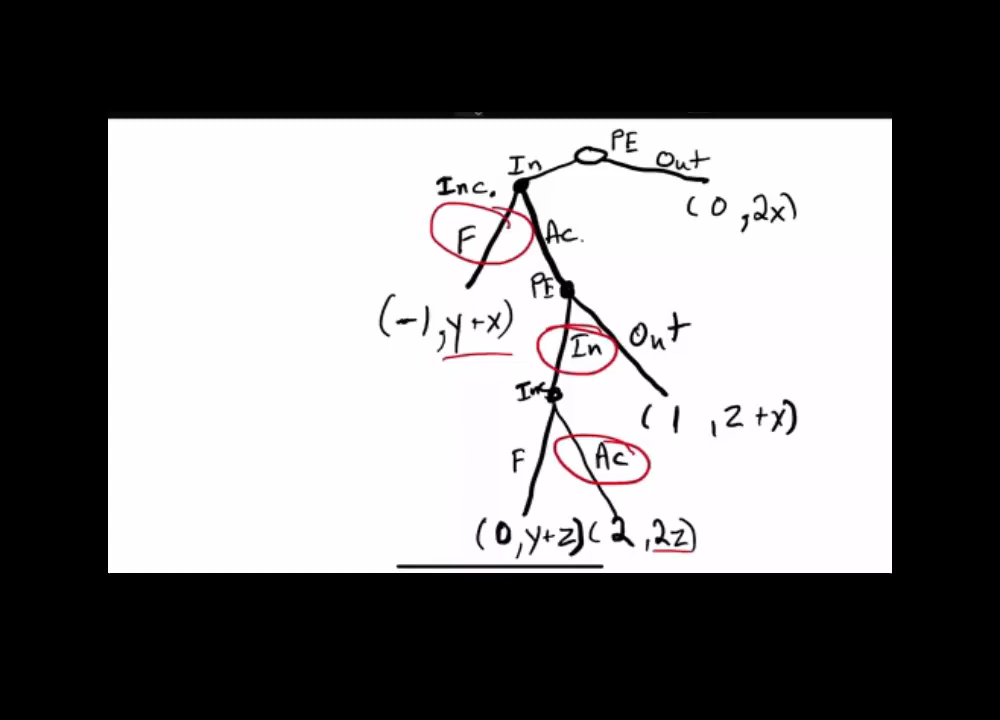 PE
In
Out
Inc.
(0,2x)
F
Ac.
PE
(-1,y+x)
In
Out
Inc
(1,2+x)
F
Ac
(0,y+z)
(2,2z)